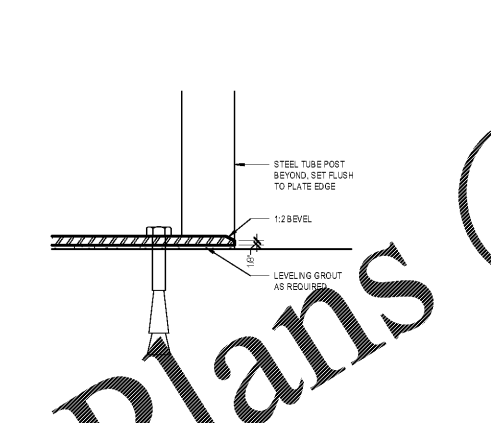 STEEL TUBE POST
BEYOND, SET FLUSH
TO PLATE EDGE
1:2 BEVEL
1/8"
LEVELING GROUT
AS REQUIRED
Plans